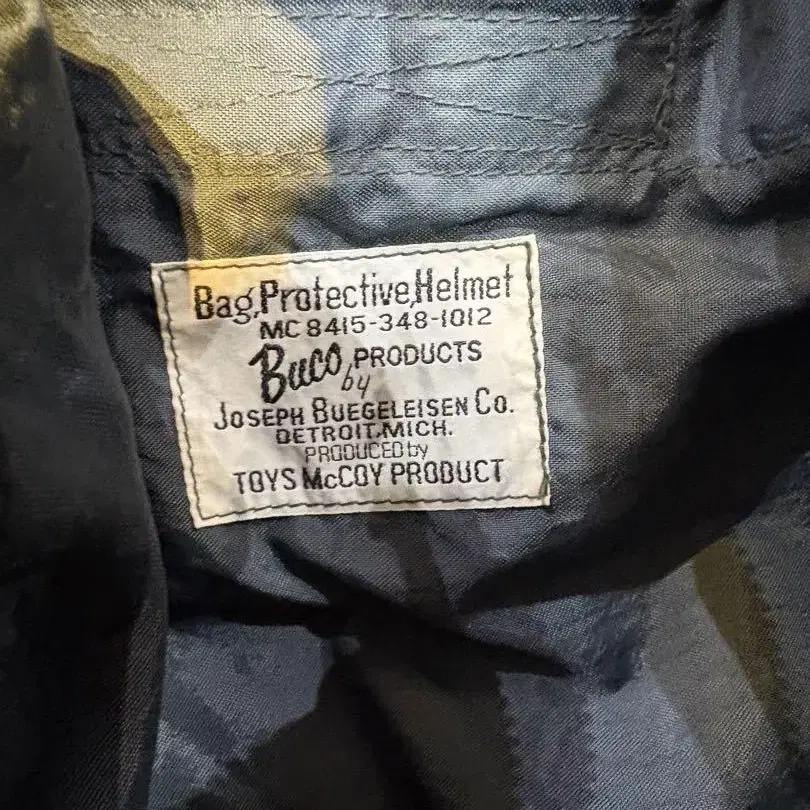 Bag,Protective,Helmet
MC 8415-348-1012
Buco PRODUCTS
by
JOSEPH BUEGELEISEN CO.
DETROIT,MICH.
PRODUCED by
TOYS McCOY PRODUCT